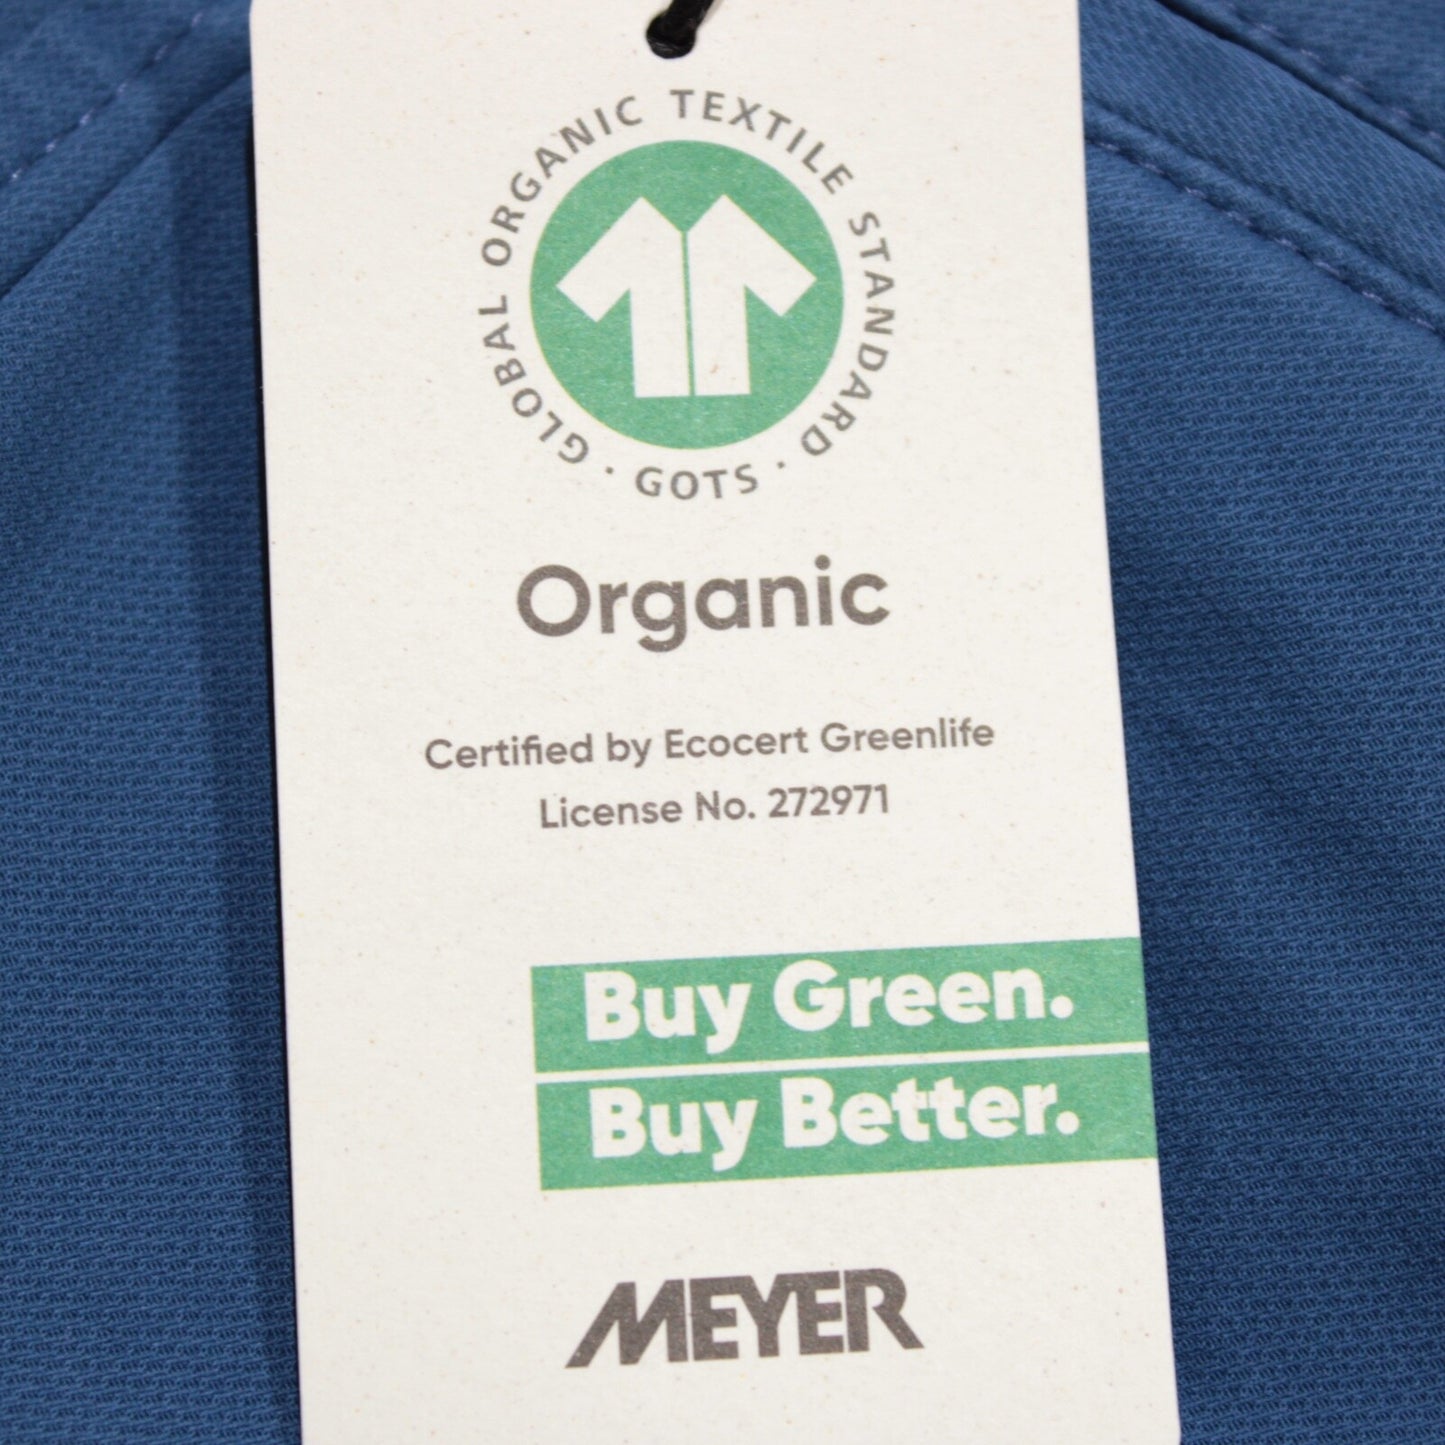 GLOBAL ORGANIC TEXTILE STANDARD · GOTS ·
Organic
Certified by Ecocert Greenlife
License No. 272971
Buy Green.
Buy Better.
MEYER